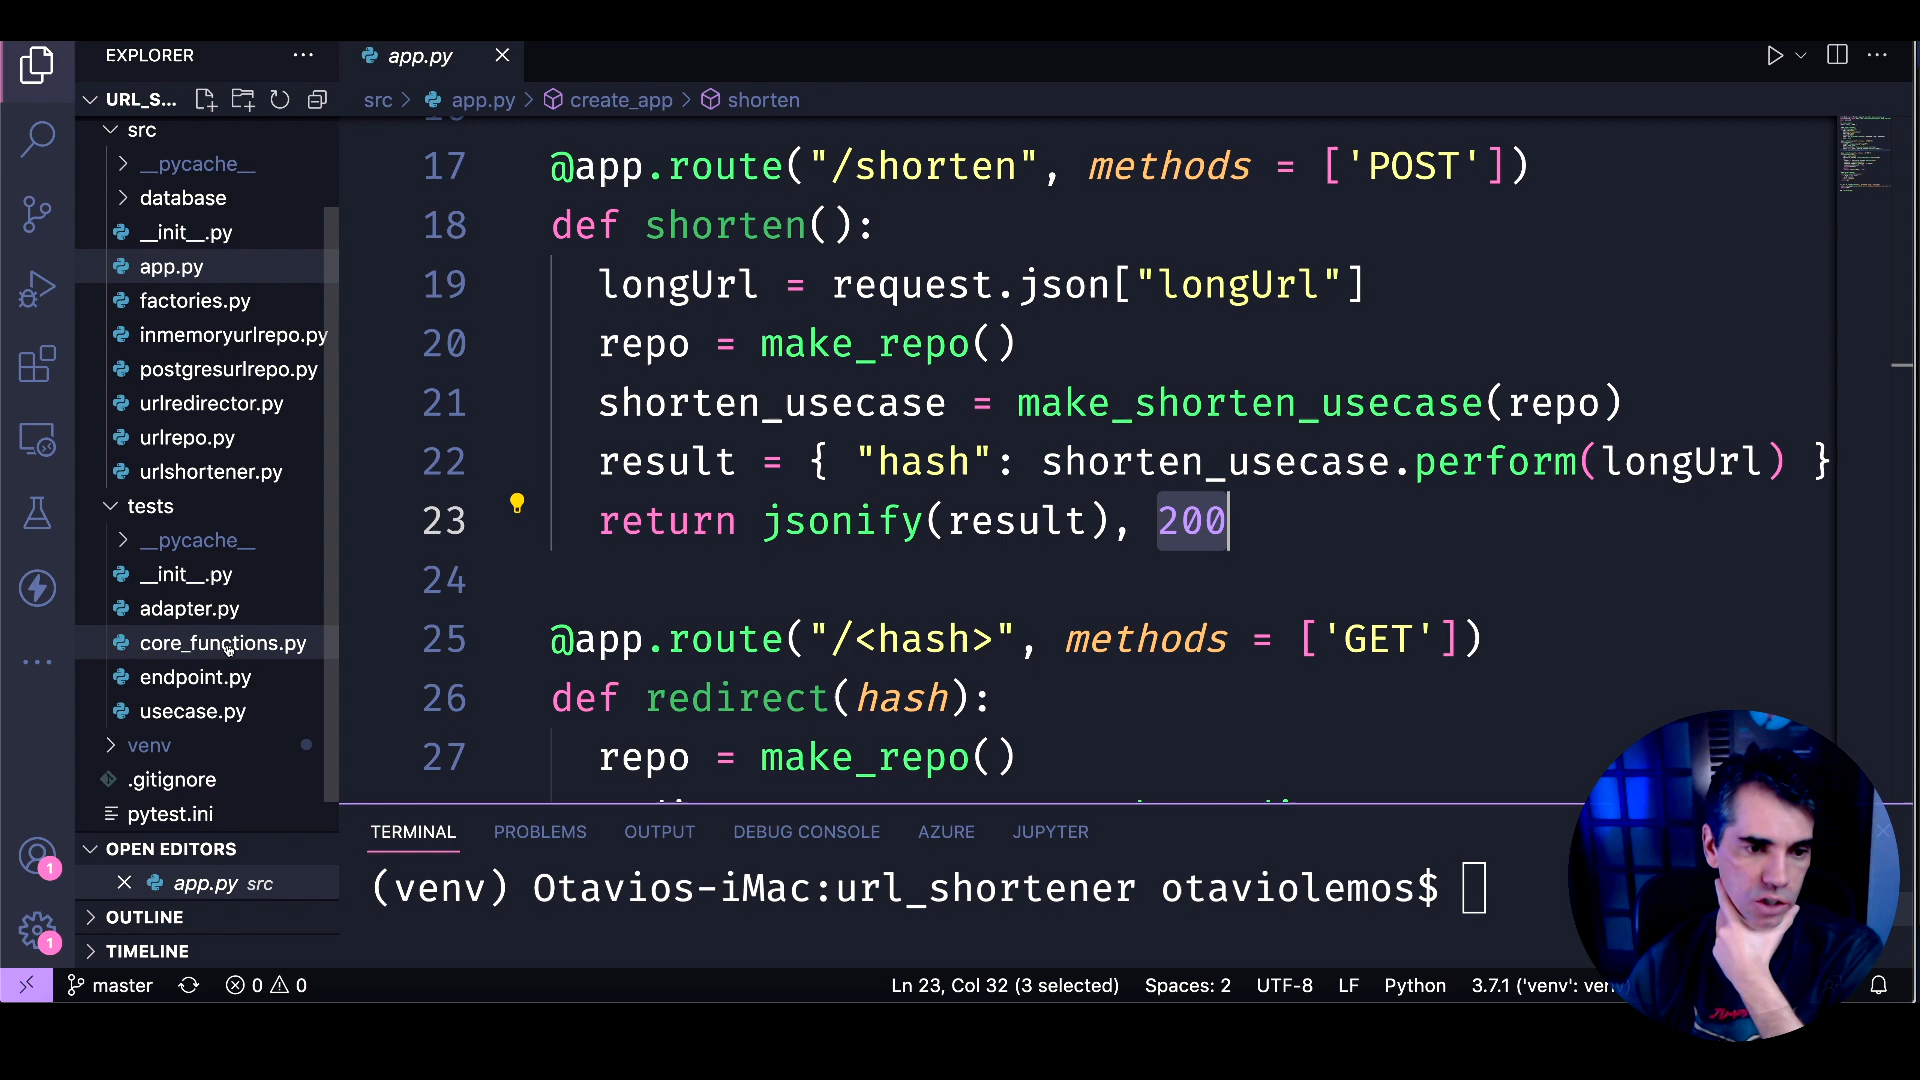 EXPLORER
app.py
URL_S...
src > app.py > create_app > shorten
src
__pycache__
database
__init__.py
app.py
factories.py
inmemoryurlrepo.py
postgresurlrepo.py
urlredirector.py
urlrepo.py
urlshortener.py
tests
__pycache__
__init__.py
adapter.py
core_functions.py
endpoint.py
usecase.py
venv
.gitignore
pytest.ini
OPEN EDITORS
app.py src
OUTLINE
TIMELINE
17 @app.route("/shorten", methods = ['POST'])
18 def shorten():
19 longUrl = request.json["longUrl"]
20 repo = make_repo()
21 shorten_usecase = make_shorten_usecase(repo)
22 result = { "hash": shorten_usecase.perform(longUrl) }
23 return jsonify(result), 200
24
25 @app.route("/<hash>", methods = ['GET'])
26 def redirect(hash):
27 repo = make_repo()
TERMINAL PROBLEMS OUTPUT DEBUG CONSOLE AZURE JUPYTER
(venv) Otavios-iMac:url_shortener otaviolemos$
1
1
master 0 0 Ln 23, Col 32 (3 selected) Spaces: 2 UTF-8 LF Python 3.7.1 ('venv': ven